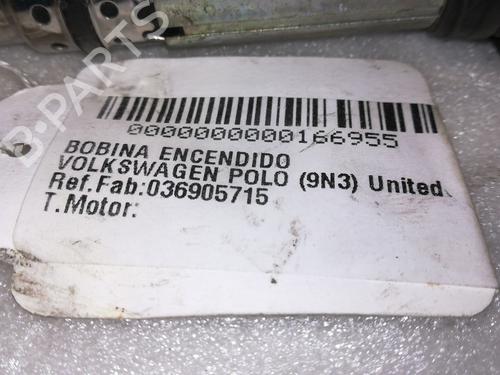 B-PARTS
0000000000166955
BOBINA ENCENDIDO
VOLKSWAGEN POLO (9N3) United
Ref.Fab:036905715
T.Motor: